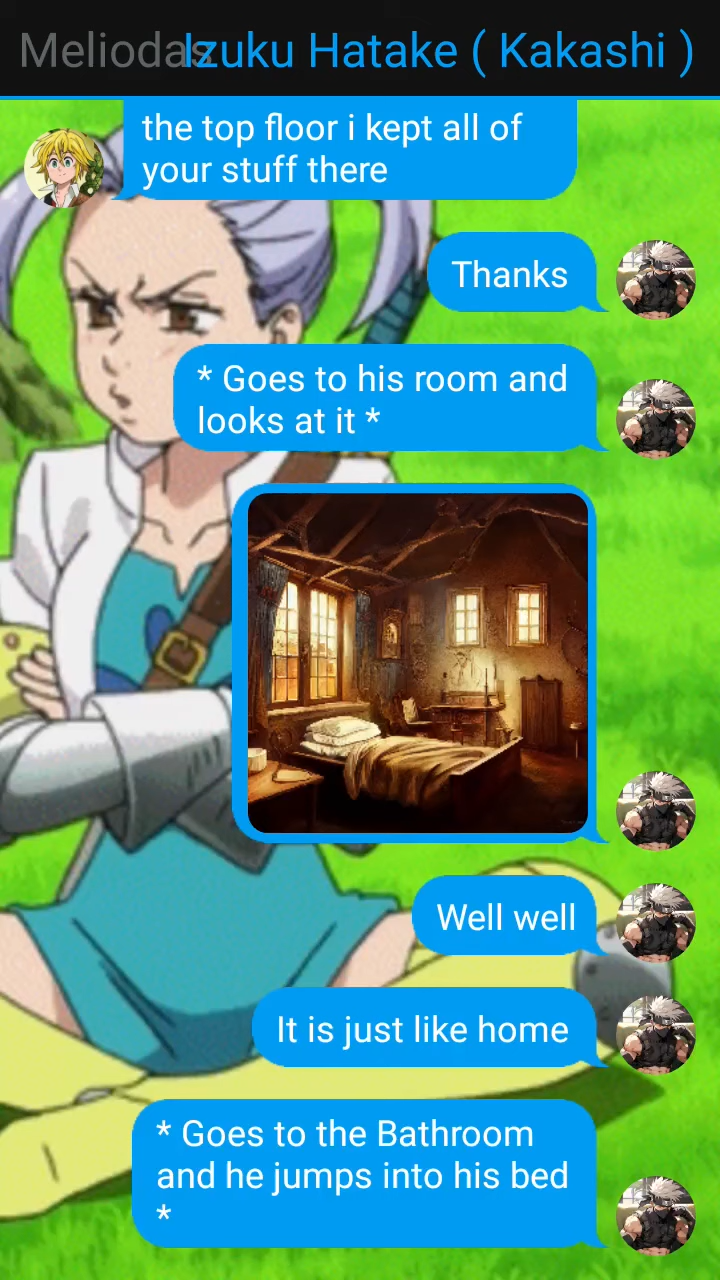 Meliodas
Izuku Hatake ( Kakashi )
the top floor i kept all of
your stuff there
Thanks
* Goes to his room and
looks at it *
Well well
It is just like home
* Goes to the Bathroom
and he jumps into his bed
*